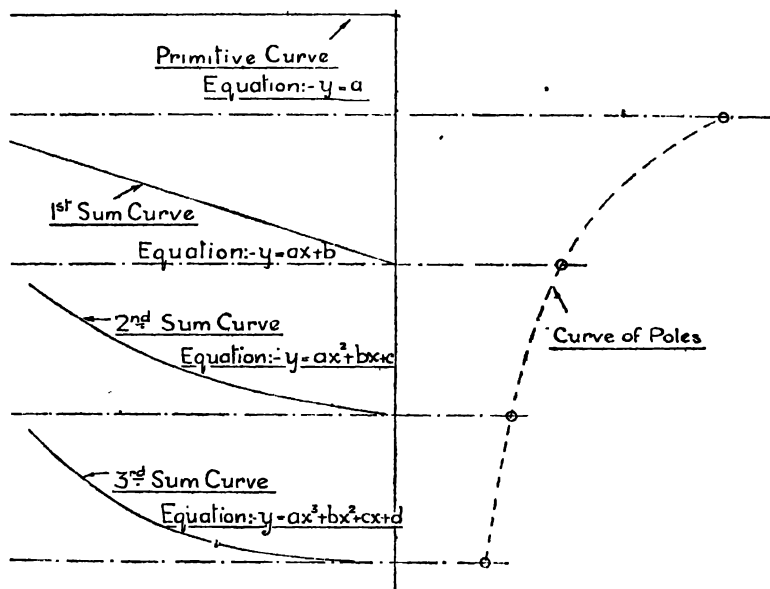 Primitive Curve
Equation:- y = a
1st Sum Curve
Equation:- y = ax + b
2nd Sum Curve
Equation:- y = ax² + bx + c
Curve of Poles
3rd Sum Curve
Equation:- y = ax³ + bx² + cx + d